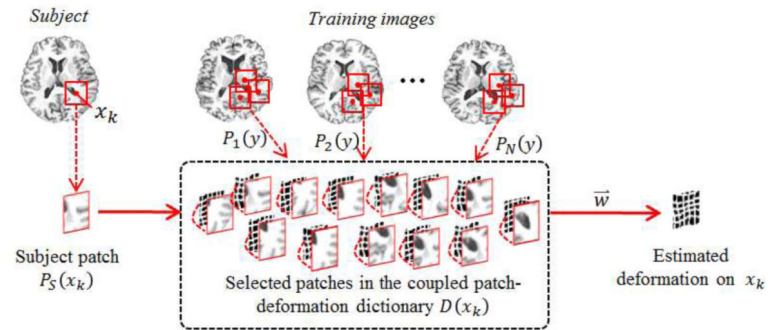 Subject
Training images
x_k
P_1(y)
P_2(y)
P_N(y)
...
Subject patch
P_S(x_k)
Selected patches in the coupled patch-
deformation dictionary D(x_k)
w⃗
Estimated
deformation on x_k